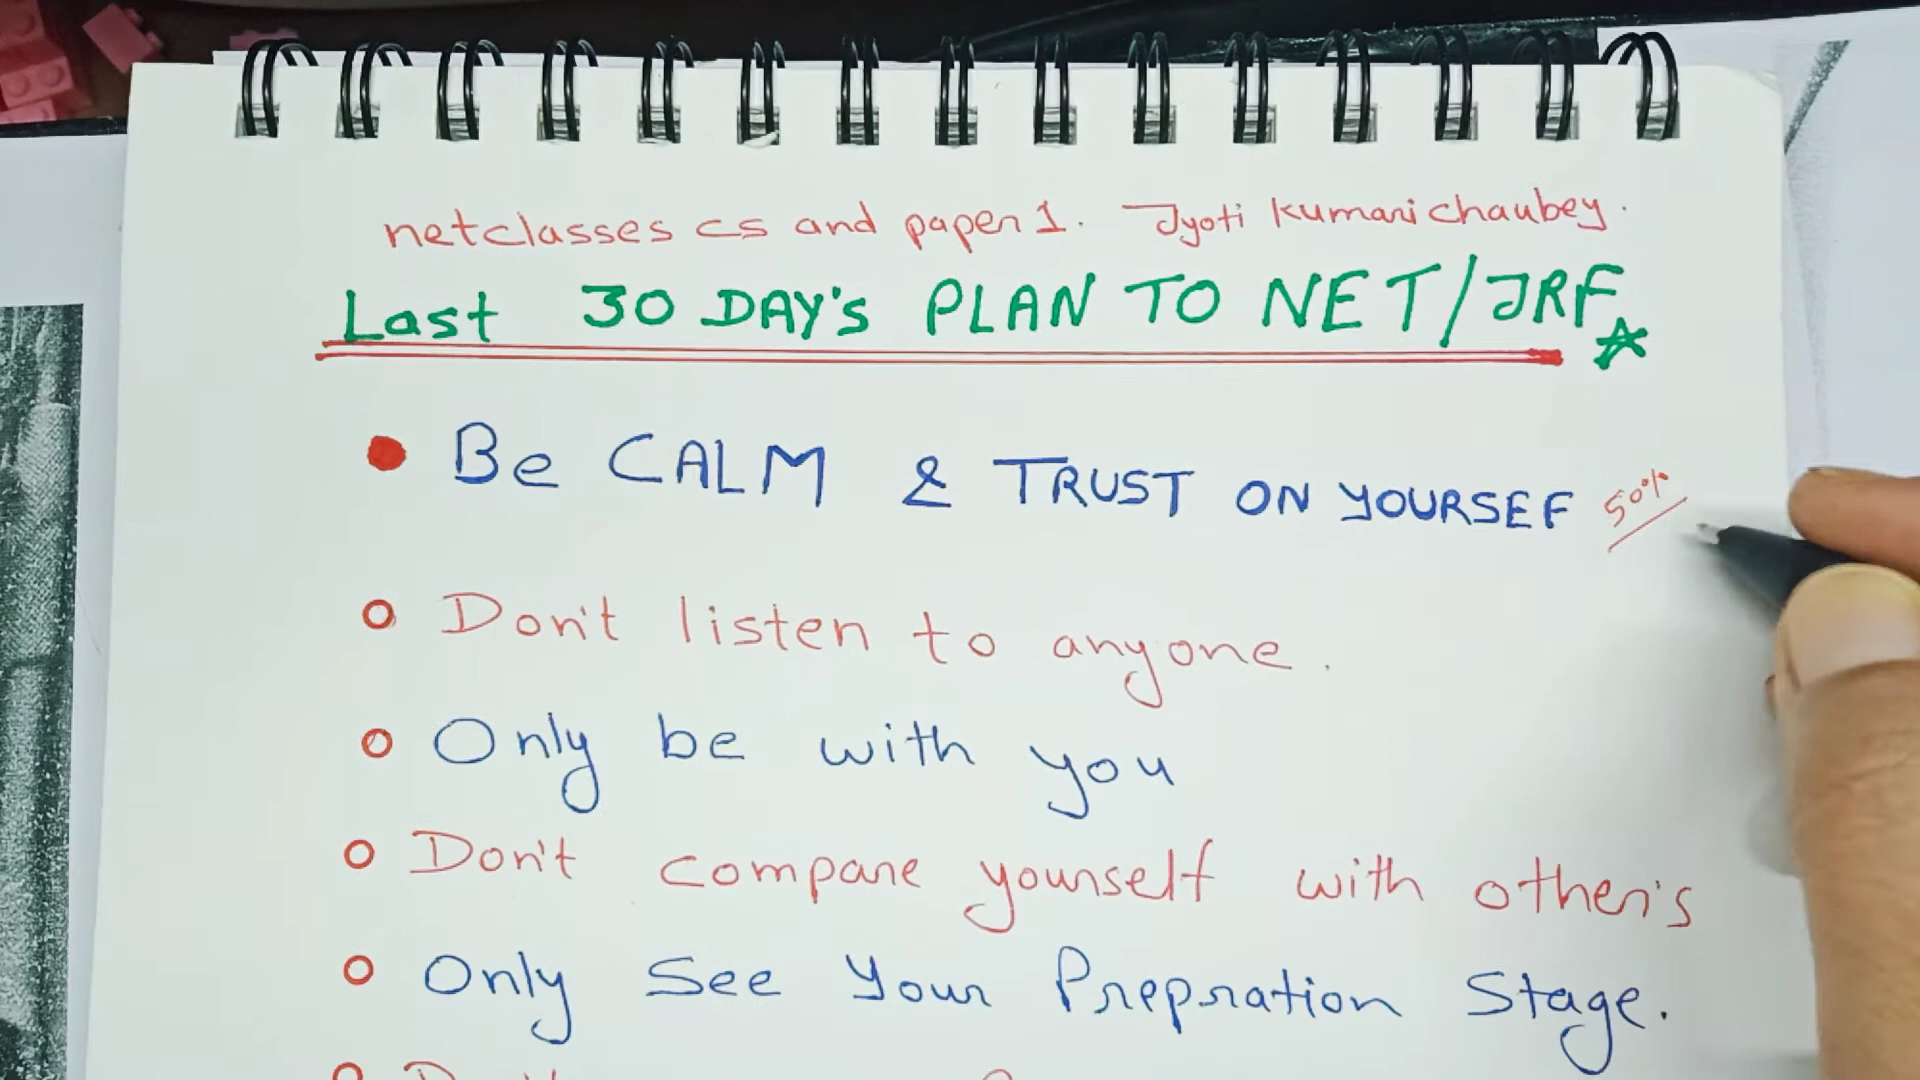 netclasses cs and paper 1. Jyoti kumari chaubey.
Last 30 DAY's PLAN TO NET/JRF
Be CALM & TRUST ON YOURSEF 50%
Don't listen to anyone.
Only be with you
Don't compare yourself with other's
Only See Your Prepration Stage.